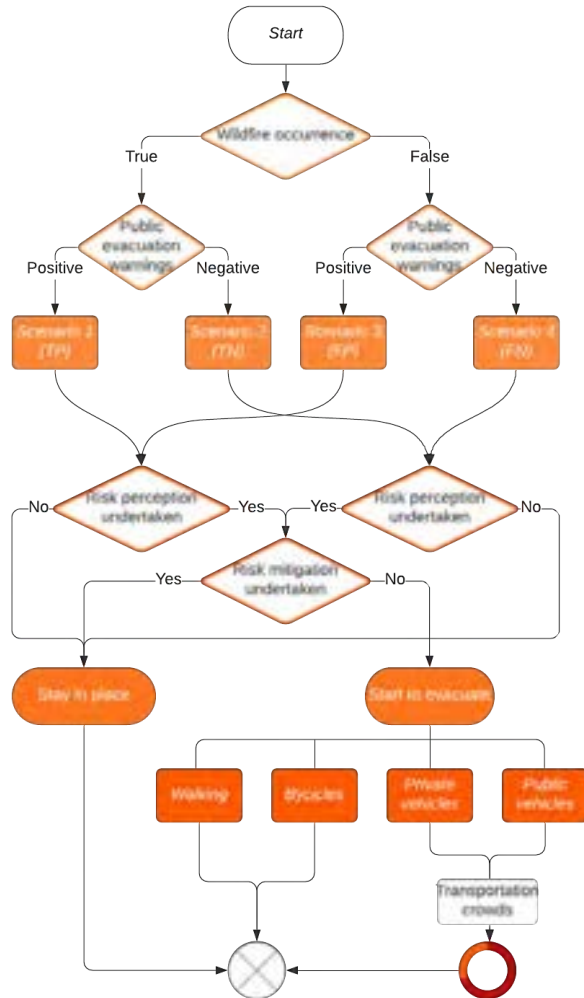 Start
Wildfire occurrence
True
False
Public
evacuation
warnings
Public
evacuation
warnings
Positive
Negative
Positive
Negative
Scenario 1
(TP)
Scenario 2
(TN)
Scenario 3
(FP)
Scenario 4
(FN)
Risk perception
undertaken
Risk perception
undertaken
No
Yes
Yes
No
Risk mitigation
undertaken
Yes
No
Stay in place
Start to evacuate
Walking
Bycicles
Private
vehicles
Public
vehicles
Transportation
crowds